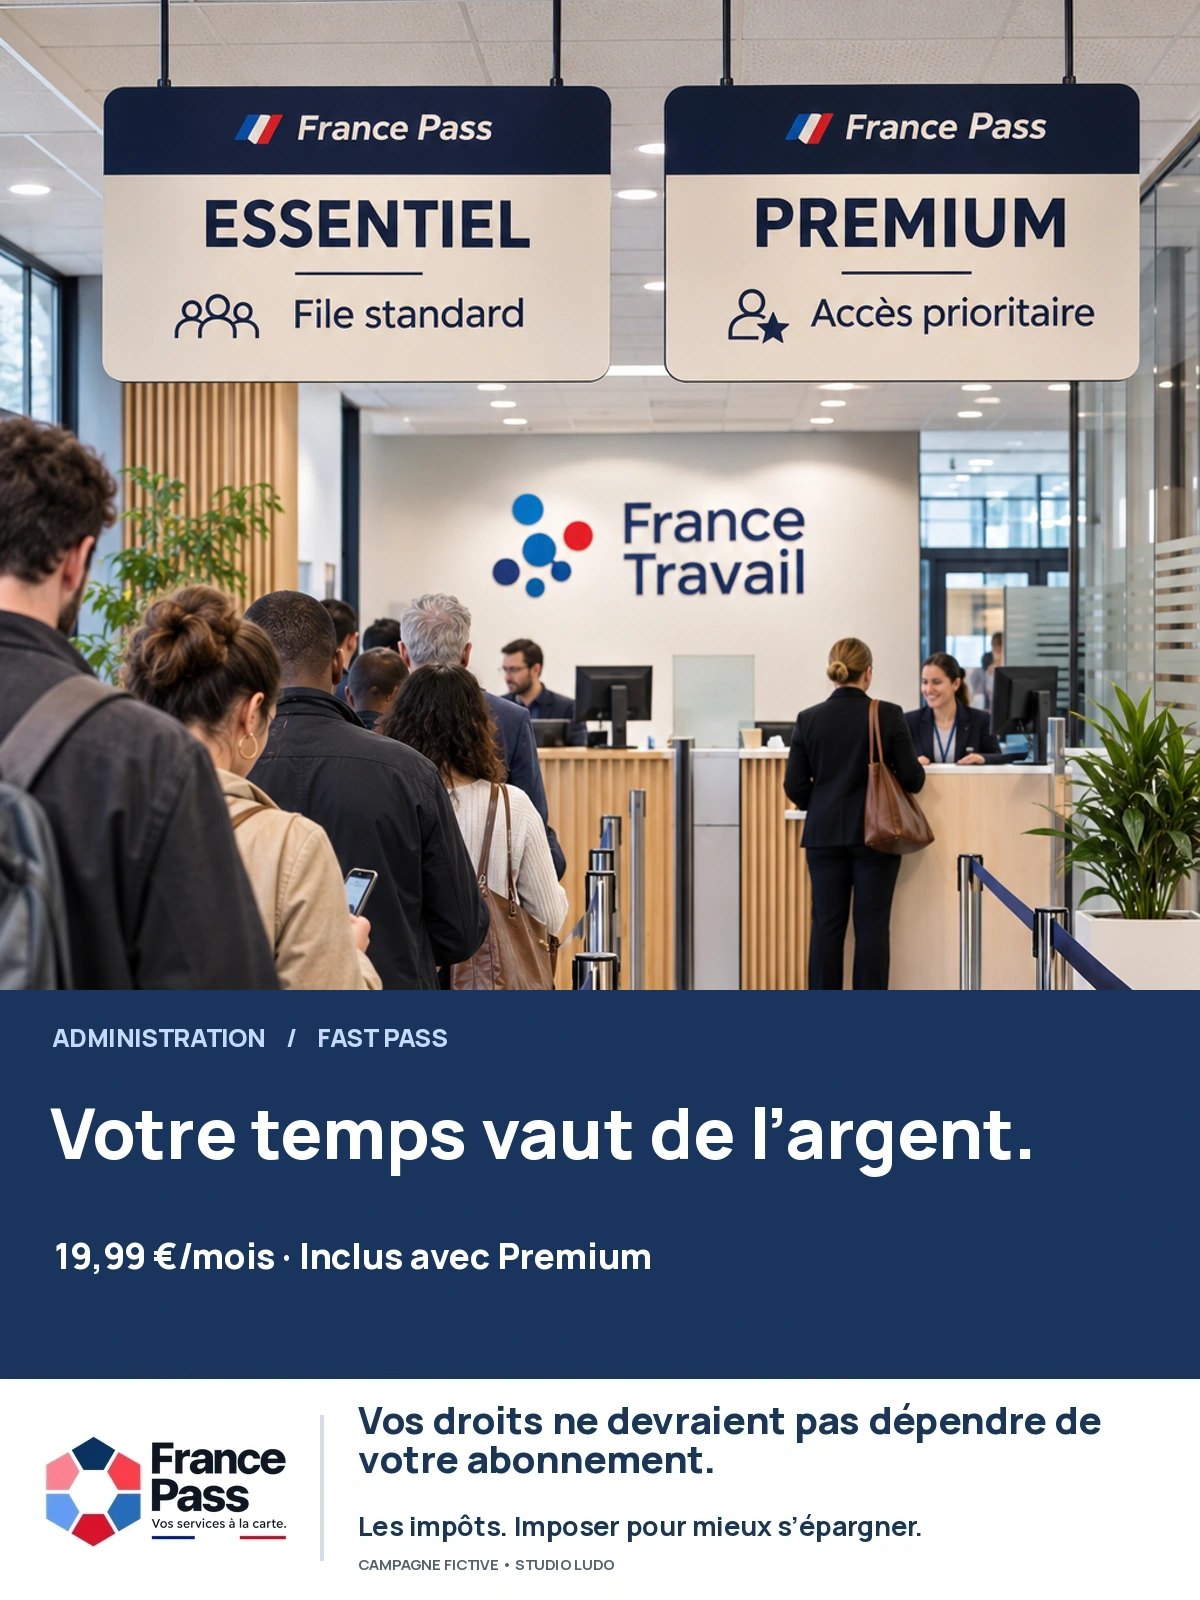 France Pass
ESSENTIEL
File standard
France Pass
PREMIUM
Accès prioritaire
France
Travail
ADMINISTRATION / FAST PASS
Votre temps vaut de l’argent.
19,99 €/mois · Inclus avec Premium
France
Pass
Vos services à la carte.
Vos droits ne devraient pas dépendre de
votre abonnement.
Les impôts. Imposer pour mieux s’épargner.
CAMPAGNE FICTIVE • STUDIO LUDO